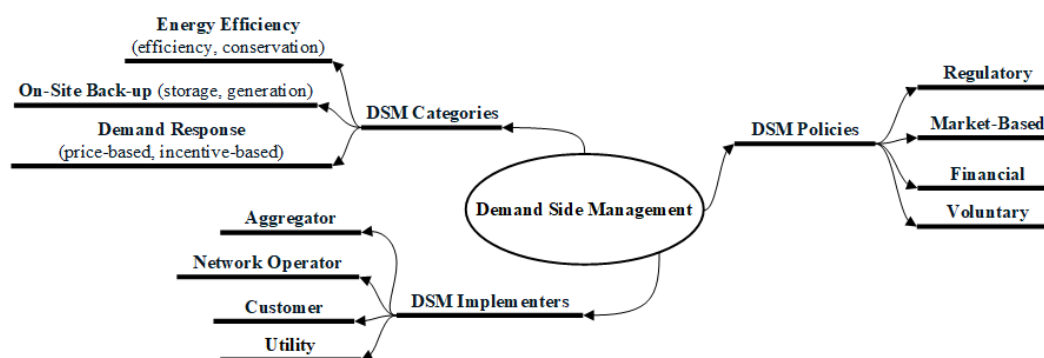 Energy Efficiency
(efficiency, conservation)
On-Site Back-up (storage, generation)
DSM Categories
Demand Response
(price-based, incentive-based)
Regulatory
DSM Policies
Market-Based
Financial
Voluntary
Demand Side Management
Aggregator
Network Operator
DSM Implementers
Customer
Utility